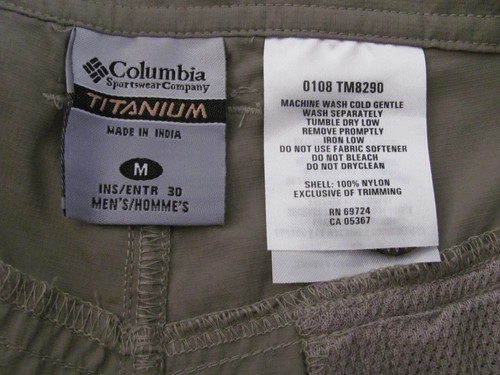 Columbia
Sportswear Company
TITANIUM
MADE IN INDIA
M
INS/ENTR 30
MEN'S/HOMME'S
0108 TM8290
MACHINE WASH COLD GENTLE
WASH SEPARATELY
TUMBLE DRY LOW
REMOVE PROMPTLY
IRON LOW
DO NOT USE FABRIC SOFTENER
DO NOT BLEACH
DO NOT DRYCLEAN
SHELL: 100% NYLON
EXCLUSIVE OF TRIMMING
RN 69724
CA 05367